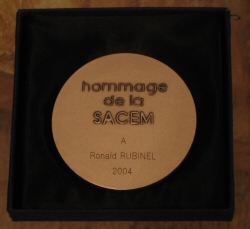 hommage
de la
SACEM
A
Ronald RUBINEL
2004